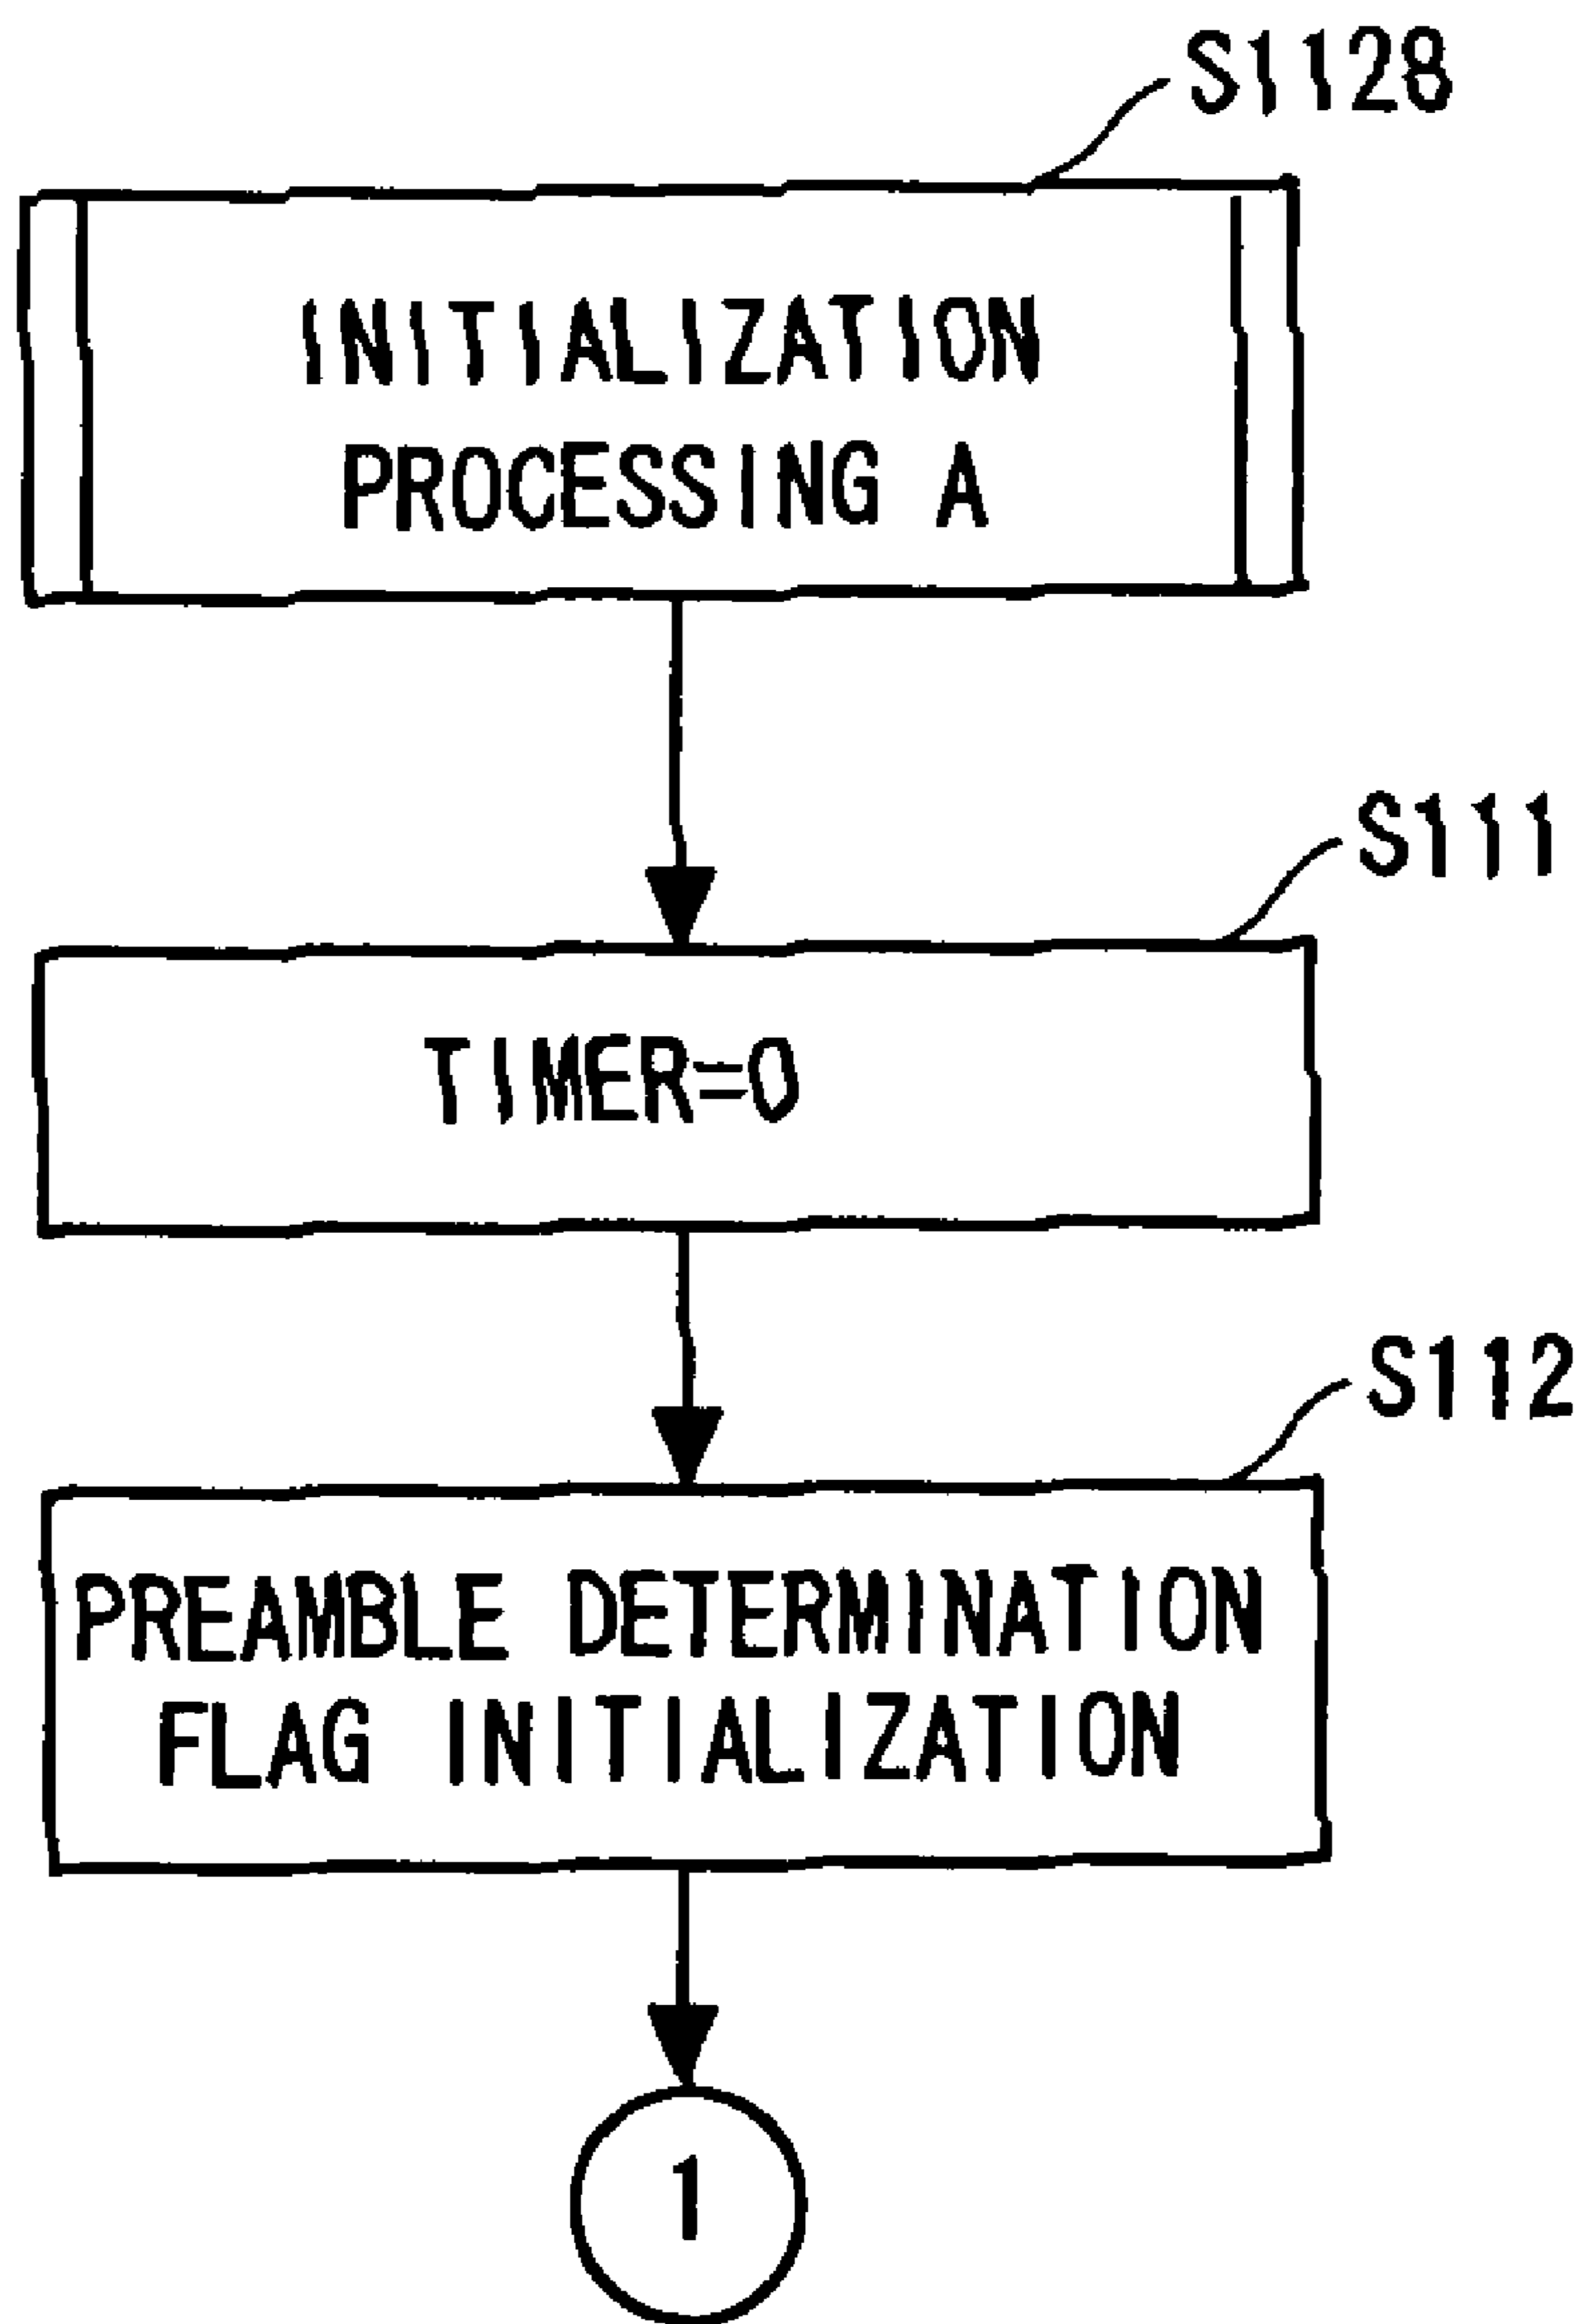 S1128
INITIALIZATION
PROCESSING A
S111
TIMER=0
S112
PREAMBLE DETERMINATION
FLAG INITIALIZATION
1